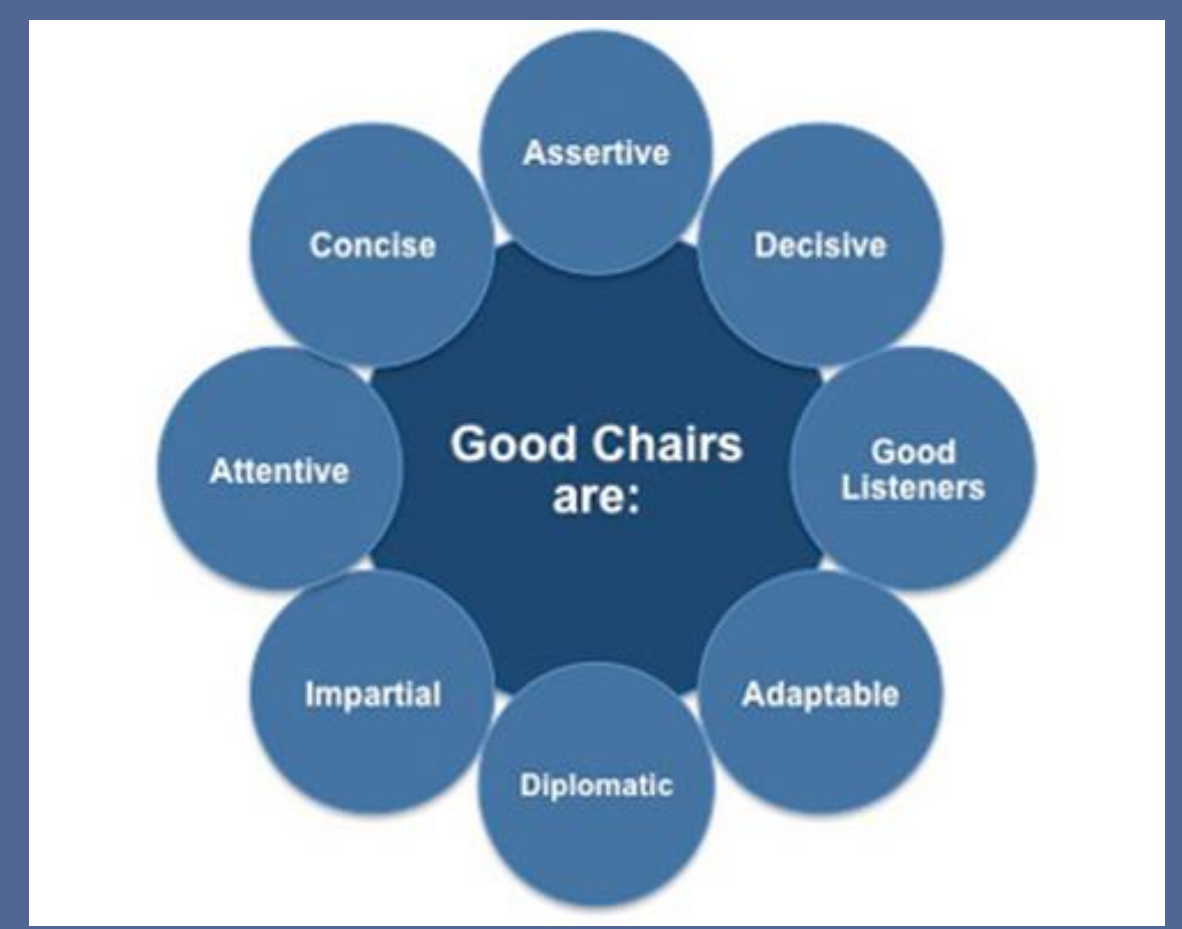 Good Chairs
are:
Assertive
Decisive
Good
Listeners
Adaptable
Diplomatic
Impartial
Attentive
Concise